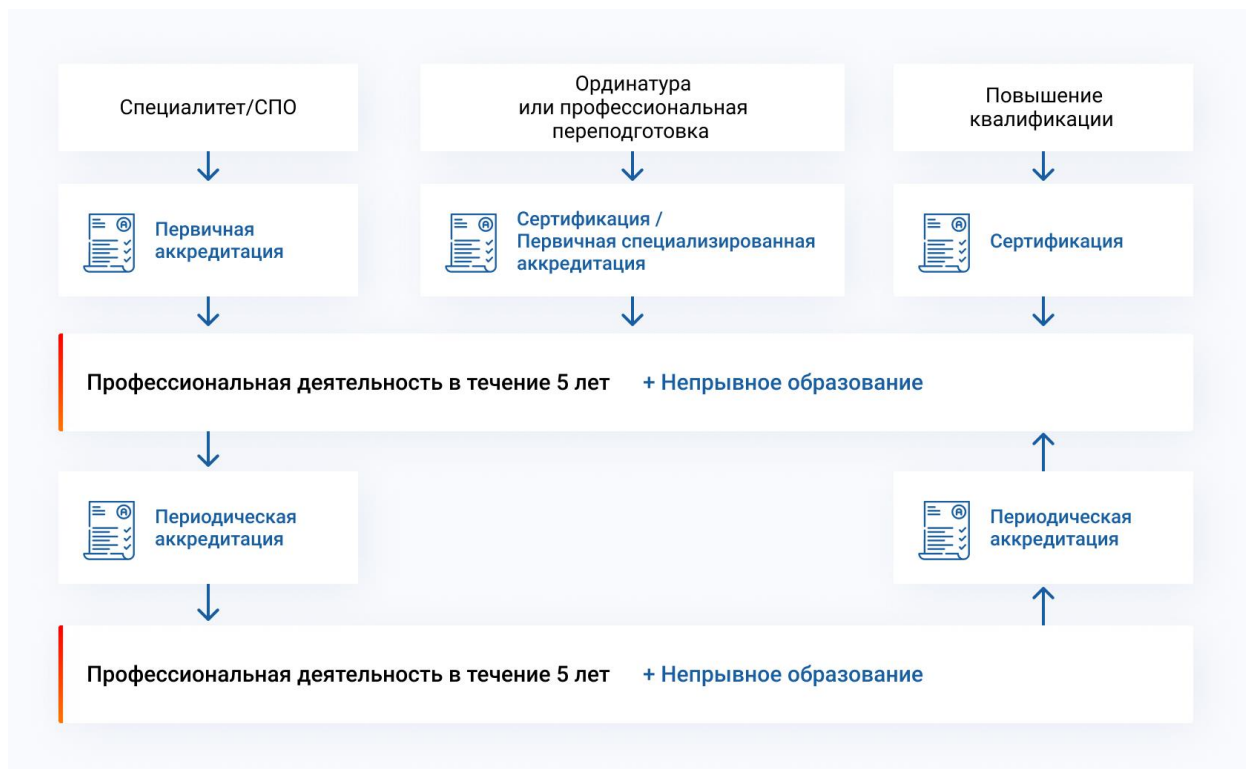 Специалитет/СПО
Ординатура
или профессиональная
переподготовка
Повышение
квалификации
Первичная
аккредитация
Сертификация /
Первичная специализированная
аккредитация
Сертификация
Профессиональная деятельность в течение 5 лет + Непрывное образование
Периодическая
аккредитация
Периодическая
аккредитация
Профессиональная деятельность в течение 5 лет + Непрывное образование